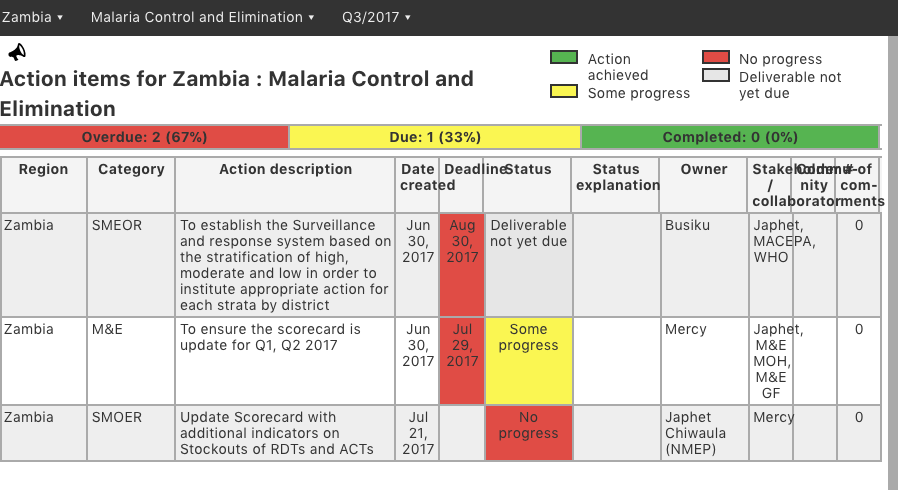 Zambia ▾ Malaria Control and Elimination ▾ Q3/2017 ▾
Action items for Zambia : Malaria Control and
Elimination
Action
achieved
Some progress
No progress
Deliverable not
yet due
Overdue: 2 (67%) Due: 1 (33%) Completed: 0 (0%)
Region
Category
Action description
Date
created
Deadline
Status
Status
explanation
Owner
Stakeholder
/
collaborator
Commu-
nity
# of
com-
ments
Zambia
SMEOR
To establish the Surveillance
and response system based on
the stratification of high,
moderate and low in order to
institute appropriate action for
each strata by district
Jun
30,
2017
Aug
30,
2017
Deliverable
not yet due
Busiku
Japhet,
MACEPA,
WHO
0
Zambia
M&E
To ensure the scorecard is
update for Q1, Q2 2017
Jun
30,
2017
Jul
29,
2017
Some
progress
Mercy
Japhet,
M&E
MOH,
M&E
GF
0
Zambia
SMOER
Update Scorecard with
additional indicators on
Stockouts of RDTs and ACTs
Jul
21,
2017
No
progress
Japhet
Chiwaula
(NMEP)
Mercy
0